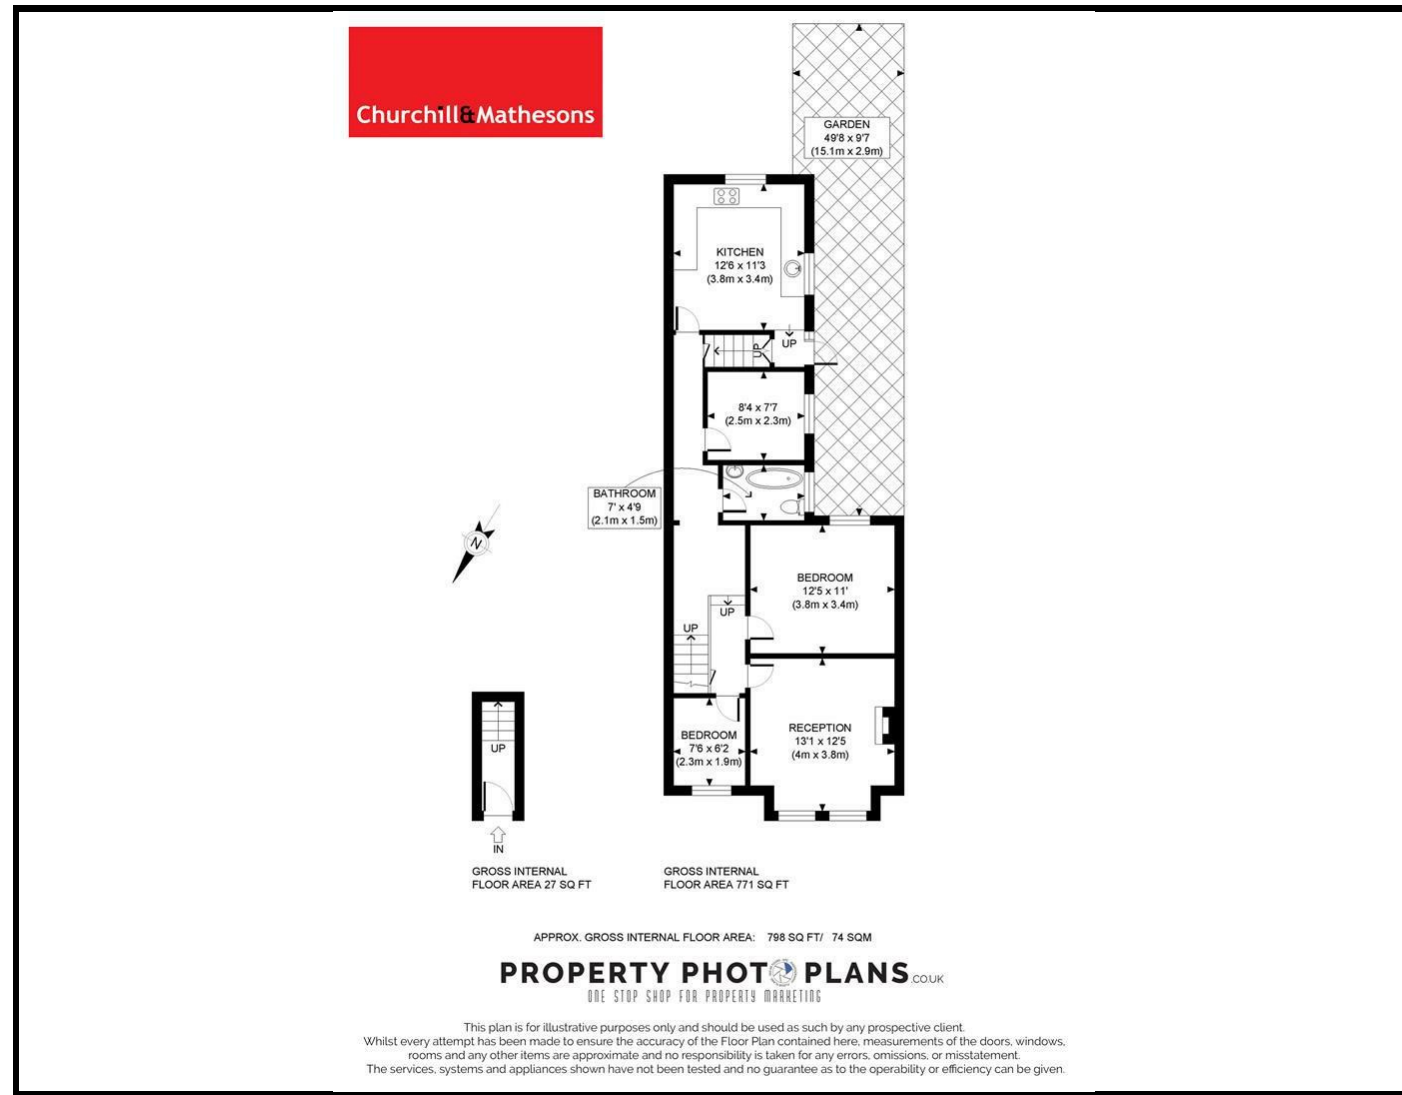 Churchill&Mathesons
GARDEN
49'8 x 9'7
(15.1m x 2.9m)
KITCHEN
12'6 x 11'3
(3.8m x 3.4m)
UP
UP
8'4 x 7'7
(2.5m x 2.3m)
BATHROOM
7' x 4'9
(2.1m x 1.5m)
N
BEDROOM
12'5 x 11'
(3.8m x 3.4m)
UP
UP
RECEPTION
13'1 x 12'5
(4m x 3.8m)
BEDROOM
7'6 x 6'2
(2.3m x 1.9m)
UP
IN
GROSS INTERNAL
FLOOR AREA 27 SQ FT
GROSS INTERNAL
FLOOR AREA 771 SQ FT
APPROX. GROSS INTERNAL FLOOR AREA: 798 SQ FT/ 74 SQM
PROPERTY PHOTO PLANS.CO.UK
ONE STOP SHOP FOR PROPERTY MARKETING
This plan is for illustrative purposes only and should be used as such by any prospective client.
Whilst every attempt has been made to ensure the accuracy of the Floor Plan contained here, measurements of the doors, windows,
rooms and any other items are approximate and no responsibility is taken for any errors, omissions, or misstatement.
The services, systems and appliances shown have not been tested and no guarantee as to the operability or efficiency can be given.